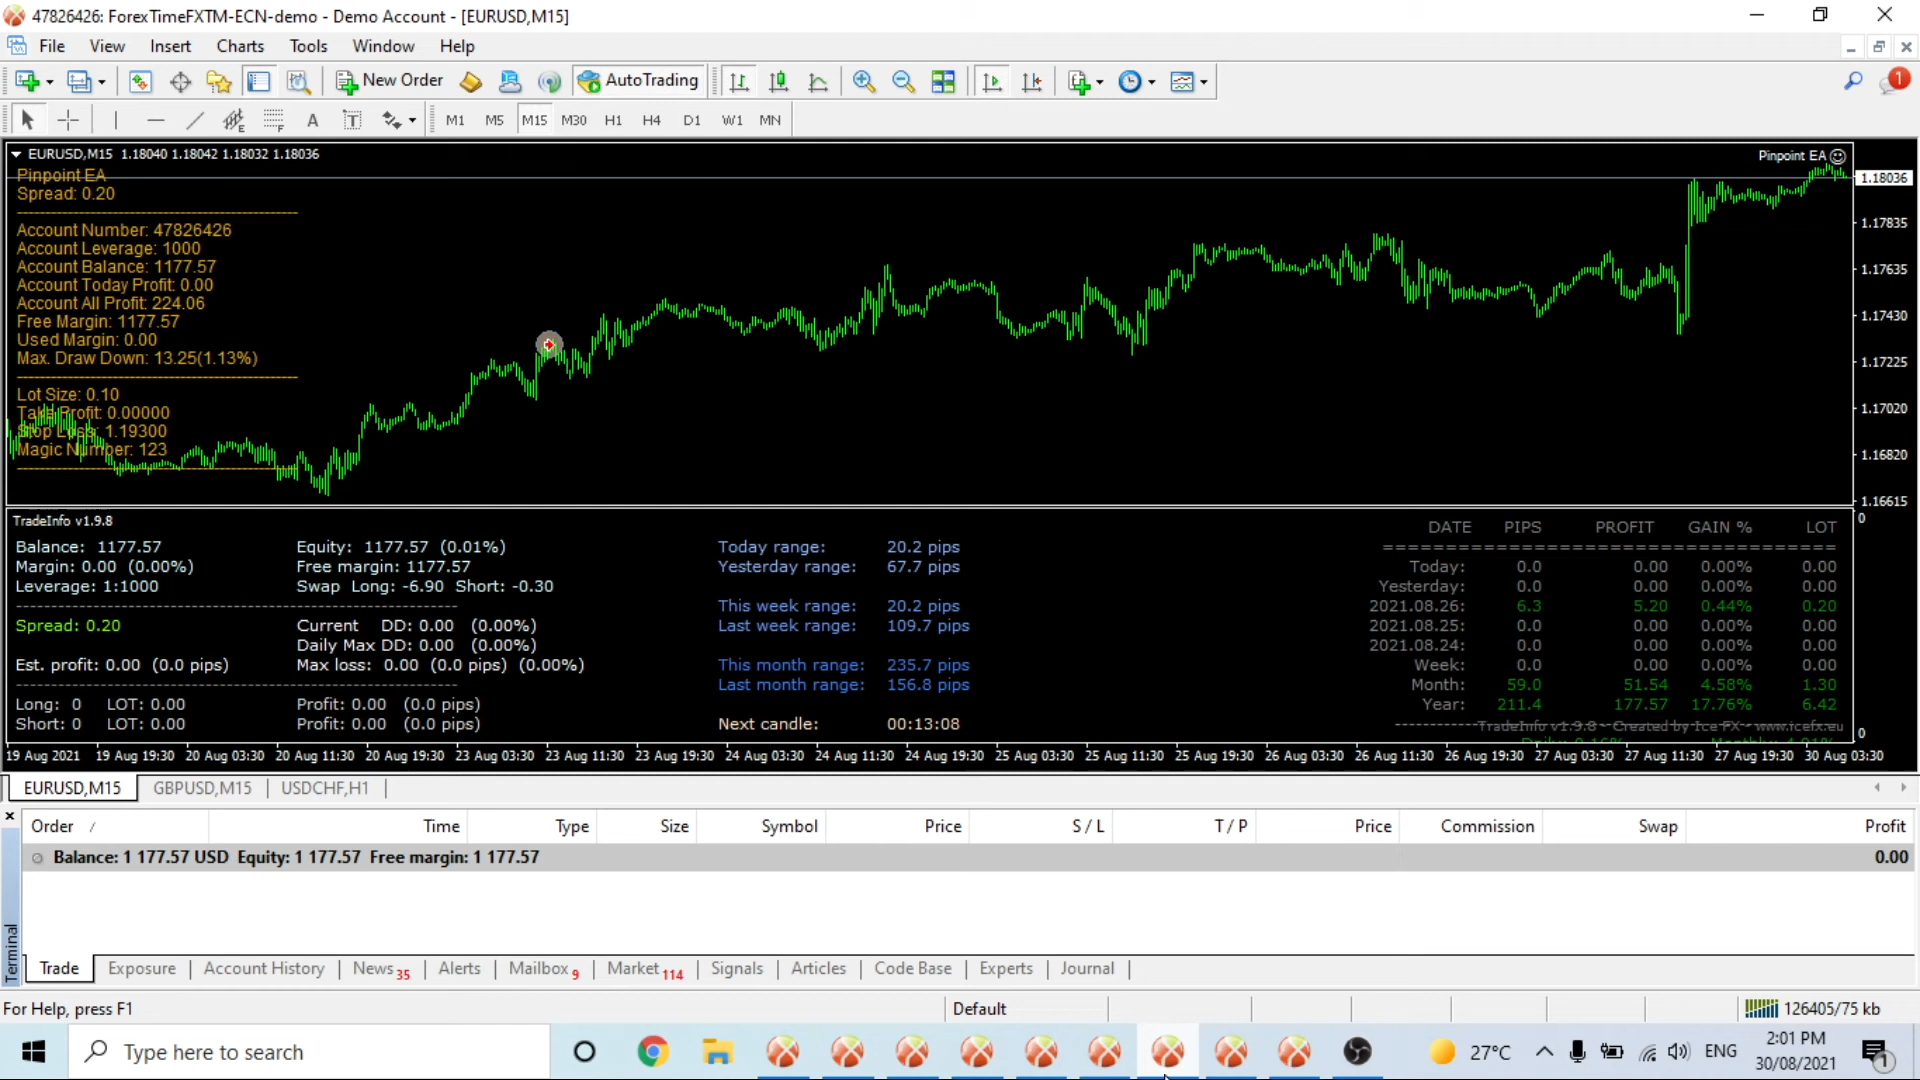 47826426: ForexTimeFXTM-ECN-demo - Demo Account - [EURUSD,M15]
File View Insert Charts Tools Window Help
New Order AutoTrading 1
A T M1 M5 M15 M30 H1 H4 D1 W1 MN
EURUSD,M15 1.18040 1.18042 1.18032 1.18036
Pinpoint EA
Pinpoint EA
Spread: 0.20
Account Number: 47826426
Account Leverage: 1000
Account Balance: 1177.57
Account Today Profit: 0.00
Account All Profit: 224.06
Free Margin: 1177.57
Used Margin: 0.00
Max. Draw Down: 13.25(1.13%)
Lot Size: 0.10
Take Profit: 0.00000
Stop Loss: 1.19300
Magic Number: 123
1.18036
1.17835
1.17635
1.17430
1.17225
1.17020
1.16820
1.16615
TradeInfo v1.9.8
Balance: 1177.57 Equity: 1177.57 (0.01%)
Margin: 0.00 (0.00%) Free margin: 1177.57
Leverage: 1:1000 Swap Long: -6.90 Short: -0.30
Spread: 0.20 Current DD: 0.00 (0.00%)
Daily Max DD: 0.00 (0.00%)
Est. profit: 0.00 (0.0 pips) Max loss: 0.00 (0.0 pips) (0.00%)
Long: 0 LOT: 0.00 Profit: 0.00 (0.0 pips)
Short: 0 LOT: 0.00 Profit: 0.00 (0.0 pips)
Today range: 20.2 pips
Yesterday range: 67.7 pips
This week range: 20.2 pips
Last week range: 109.7 pips
This month range: 235.7 pips
Last month range: 156.8 pips
Next candle: 00:13:08
DATE PIPS PROFIT GAIN % LOT
Today: 0.0 0.00 0.00% 0.00
Yesterday: 0.0 0.00 0.00% 0.00
2021.08.26: 6.3 5.20 0.44% 0.20
2021.08.25: 0.0 0.00 0.00% 0.00
2021.08.24: 0.0 0.00 0.00% 0.00
Week: 0.0 0.00 0.00% 0.00
Month: 59.0 51.54 4.58% 1.30
Year: 211.4 177.57 17.76% 6.42
TradeInfo v1.9.8 - Created by Ice FX - www.icefx.eu
0
0
19 Aug 2021 19 Aug 19:30 20 Aug 03:30 20 Aug 11:30 20 Aug 19:30 23 Aug 03:30 23 Aug 11:30 23 Aug 19:30 24 Aug 03:30 24 Aug 11:30 24 Aug 19:30 25 Aug 03:30 25 Aug 11:30 25 Aug 19:30 26 Aug 03:30 26 Aug 11:30 26 Aug 19:30 27 Aug 03:30 27 Aug 11:30 27 Aug 19:30 30 Aug 03:30
EURUSD,M15 GBPUSD,M15 USDCHF,H1
Order / Time Type Size Symbol Price S / L T / P Price Commission Swap Profit
Balance: 1 177.57 USD Equity: 1 177.57 Free margin: 1 177.57 0.00
Terminal
Trade Exposure Account History News 35 Alerts Mailbox 9 Market 114 Signals Articles Code Base Experts Journal
For Help, press F1 Default 126405/75 kb
Type here to search 27°C ENG 2:01 PM
30/08/2021 1